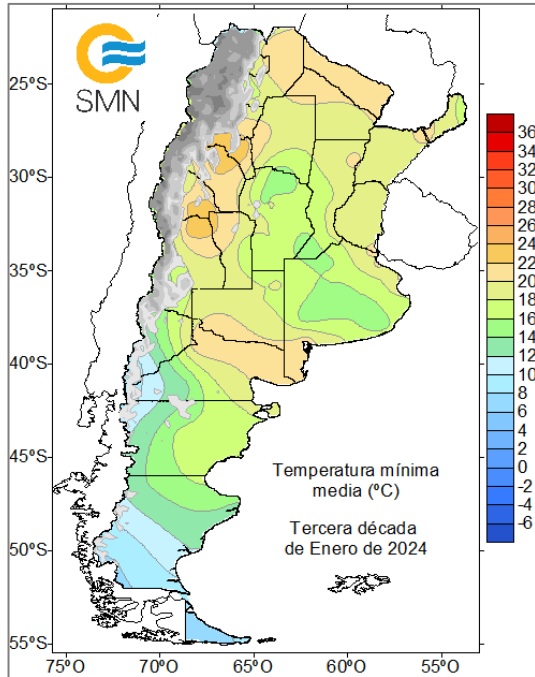 SMN
25°S
30°S
35°S
40°S
45°S
50°S
55°S
75°O
70°O
65°O
60°O
55°O
36
34
32
30
28
26
24
22
20
18
16
14
12
10
8
6
4
2
0
-2
-4
-6
Temperatura mínima
media (ºC)
Tercera década
de Enero de 2024